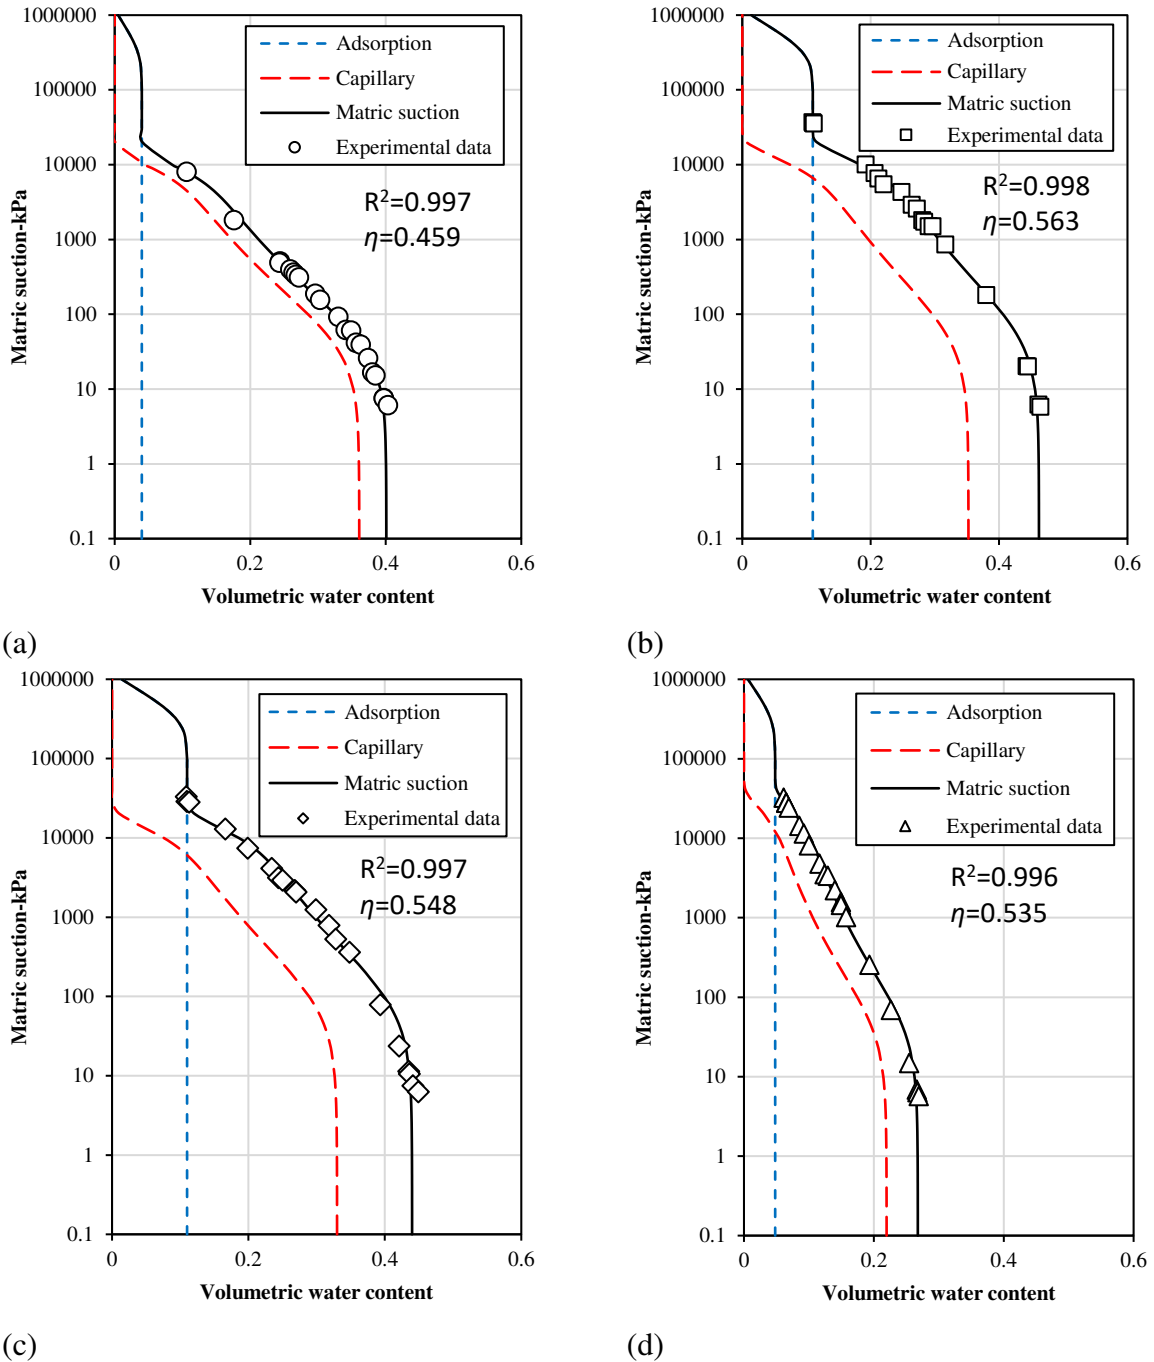 1000000
100000
10000
1000
100
10
1
0.1
Matric suction-kPa
Adsorption
Capillary
Matric suction
Experimental data
R²=0.997
η=0.459
0
0.2
0.4
0.6
Volumetric water content
(a)
1000000
100000
10000
1000
100
10
1
0.1
Matric suction-kPa
Adsorption
Capillary
Matric suction
Experimental data
R²=0.998
η=0.563
0
0.2
0.4
0.6
Volumetric water content
(b)
1000000
100000
10000
1000
100
10
1
0.1
Matric suction-kPa
Adsorption
Capillary
Matric suction
Experimental data
R²=0.997
η=0.548
0
0.2
0.4
0.6
Volumetric water content
(c)
1000000
100000
10000
1000
100
10
1
0.1
Matric suction-kPa
Adsorption
Capillary
Matric suction
Experimental data
R²=0.996
η=0.535
0
0.2
0.4
0.6
Volumetric water content
(d)